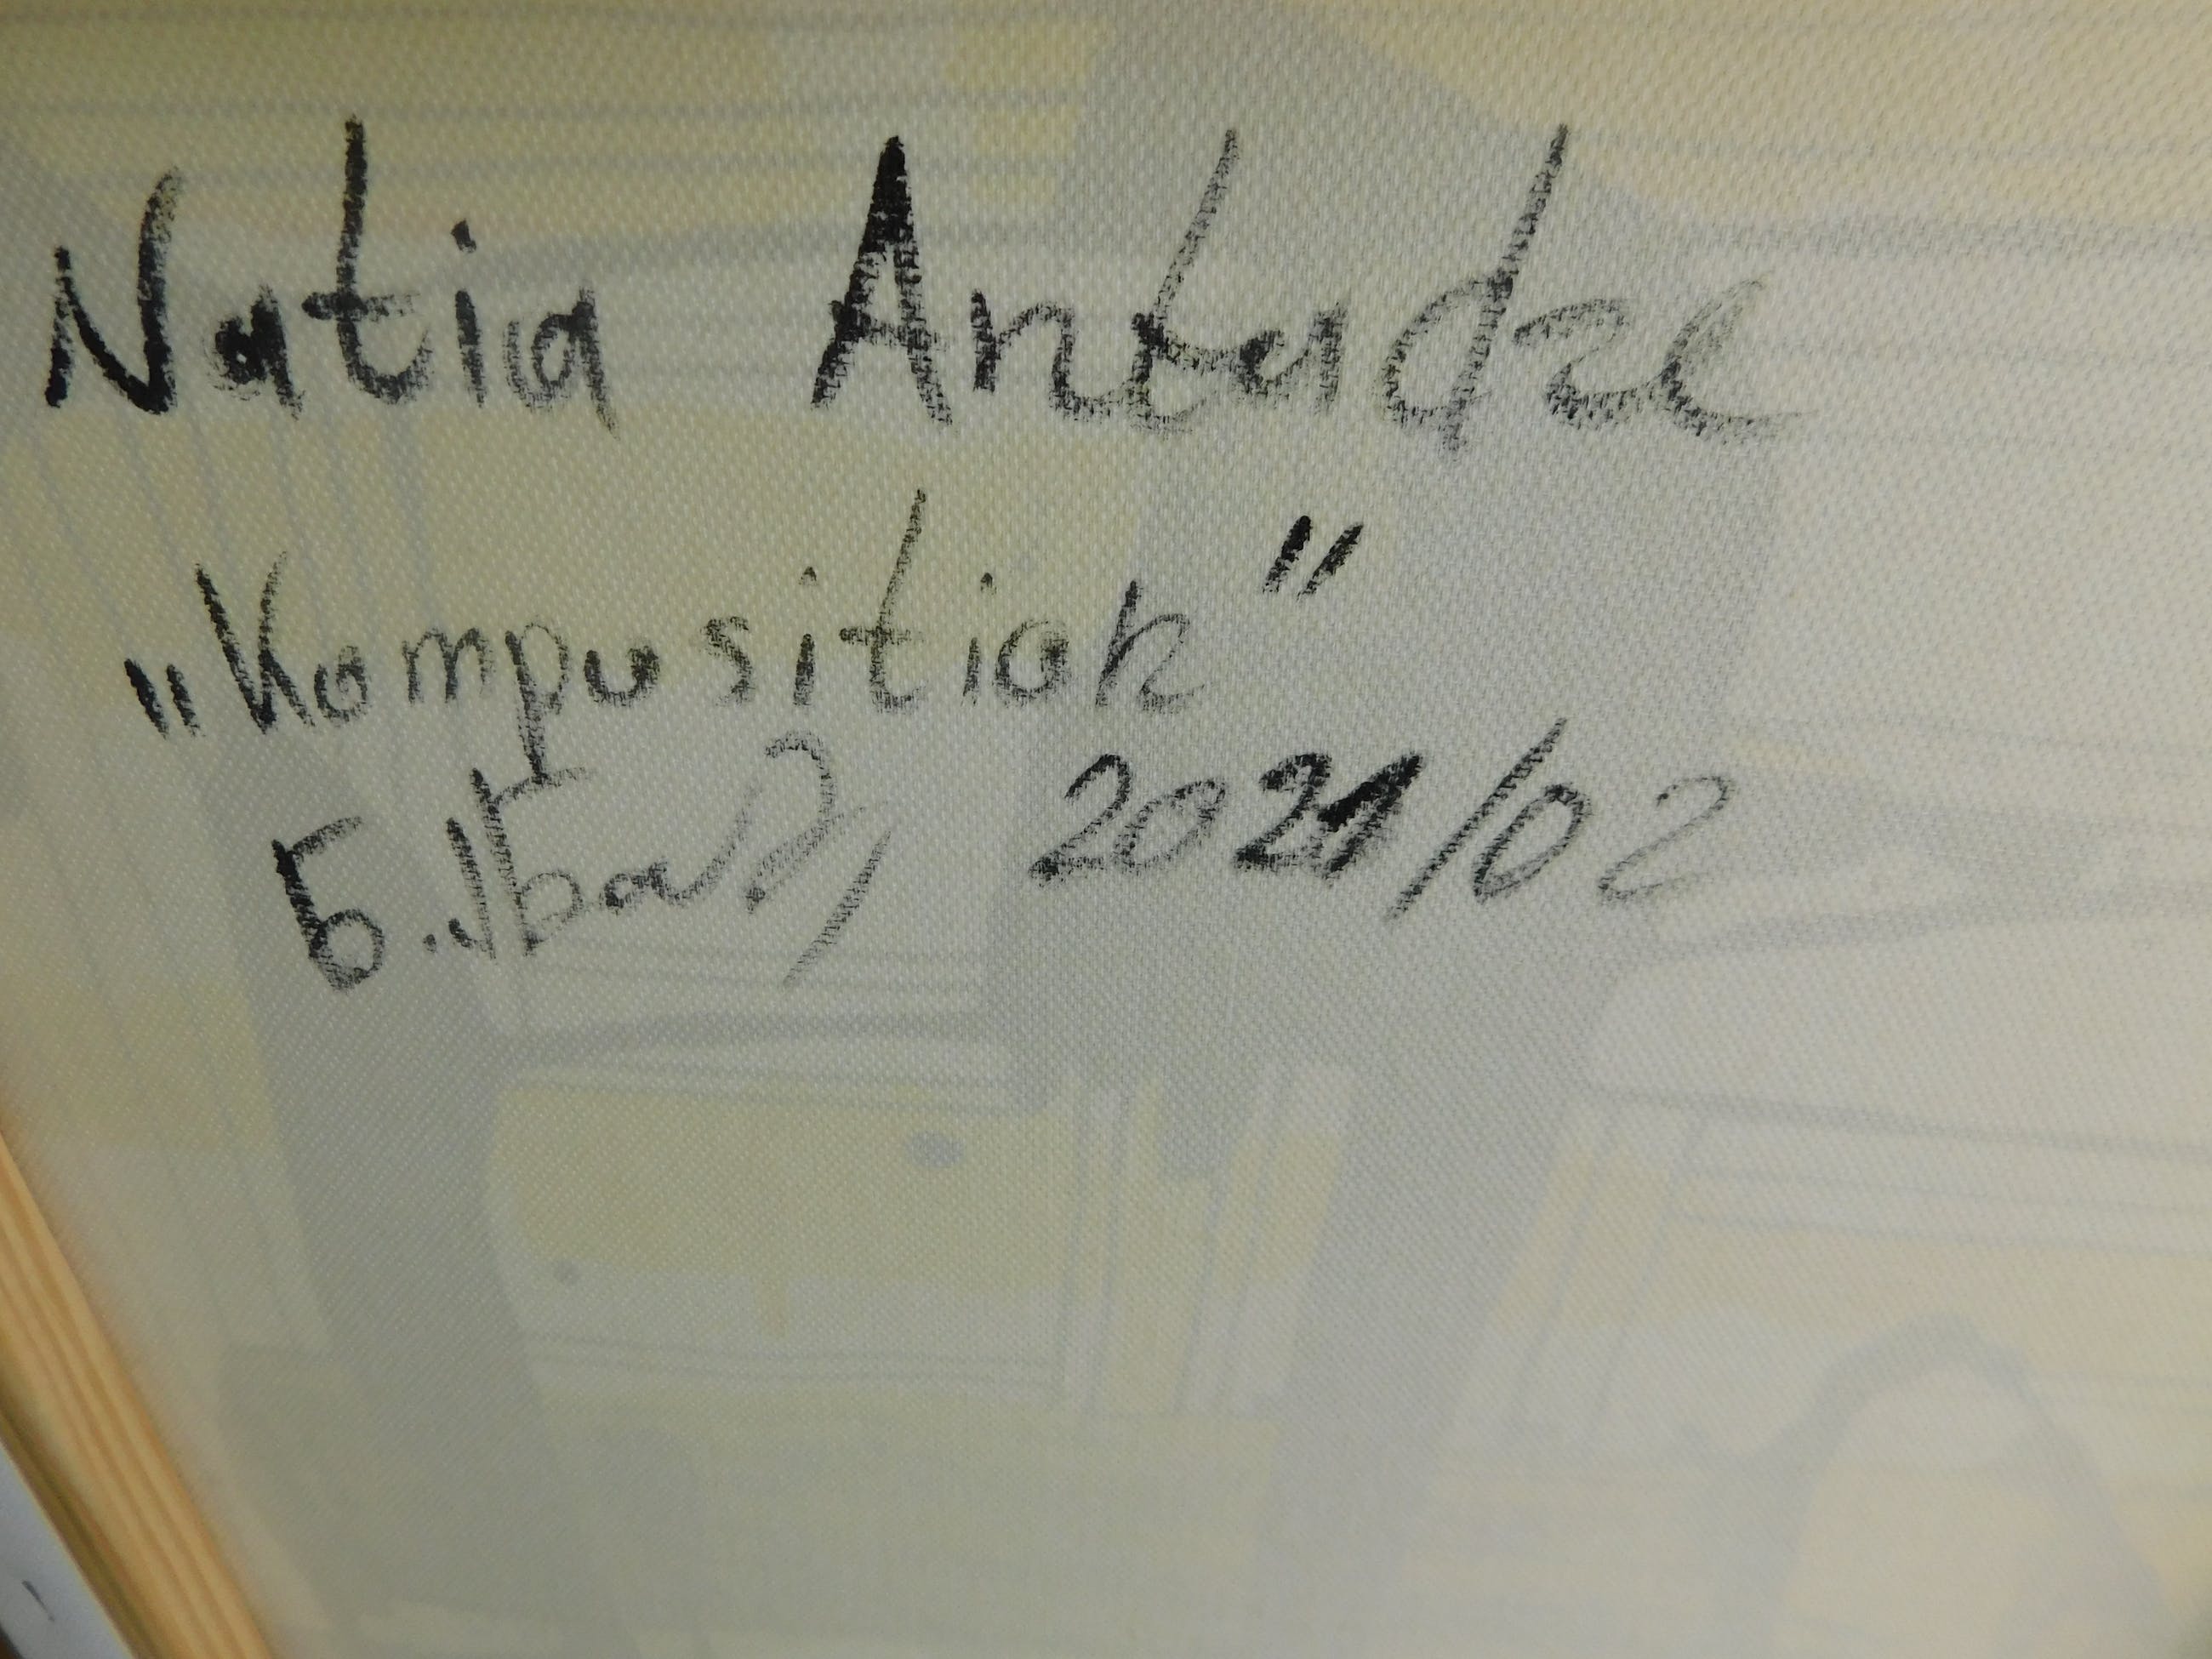 Natia Antadze
„Komposition"
2021/02